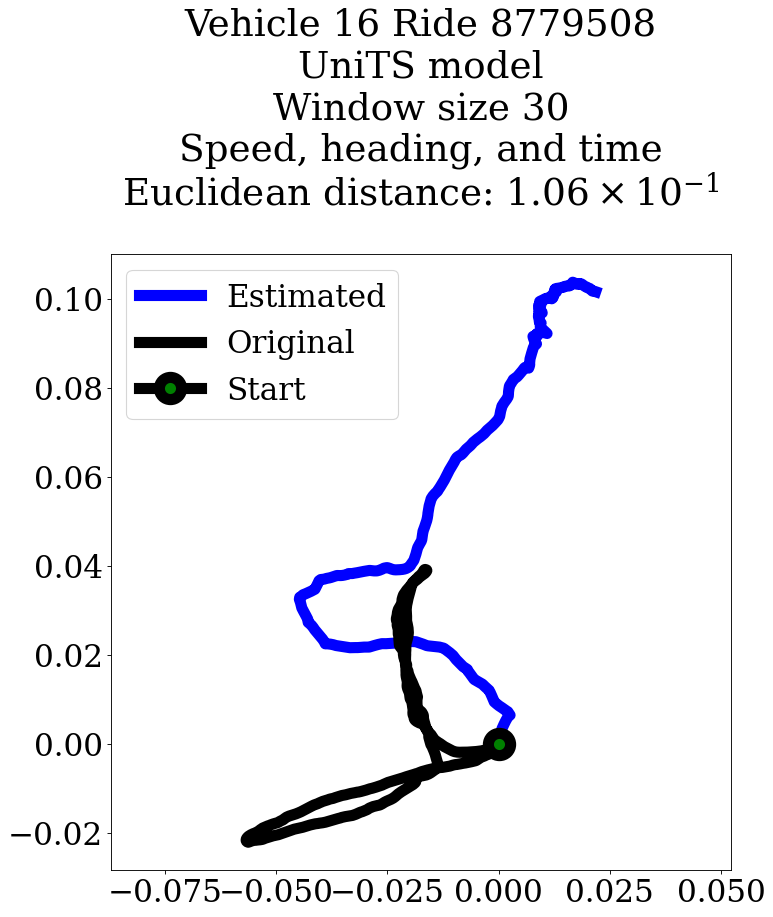 Vehicle 16 Ride 8779508
UniTS model
Window size 30
Speed, heading, and time
Euclidean distance: 1.06 × 10⁻¹
Estimated
Original
Start
0.10
0.08
0.06
0.04
0.02
0.00
−0.02
−0.075 −0.050 −0.025 0.000 0.025 0.050